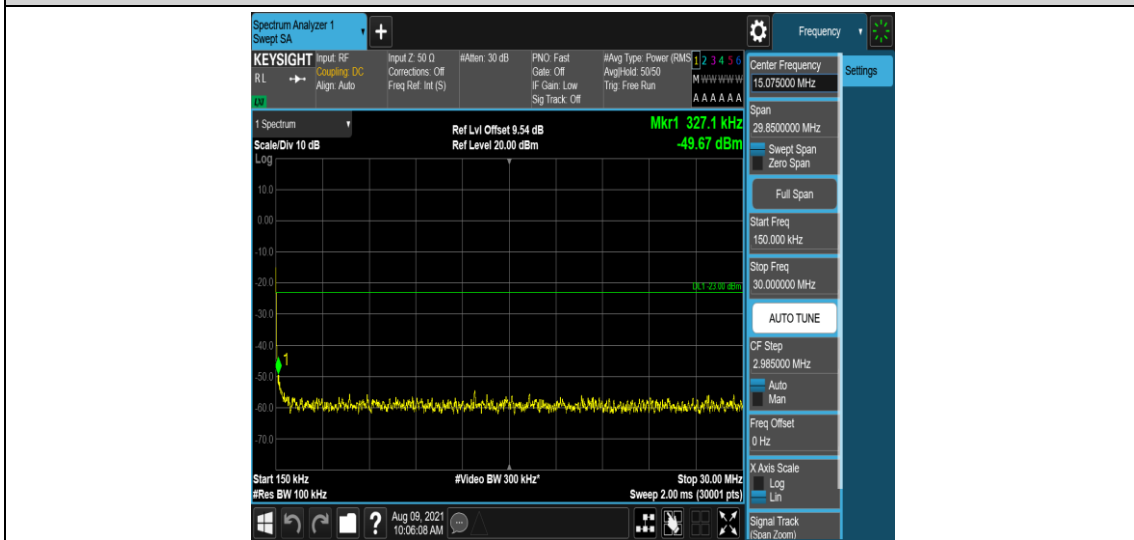 Spectrum Analyzer 1
Swept SA
Frequency
KEYSIGHT
RL
Input: RF
Coupling: DC
Align: Auto
Input Z: 50 Ω
Corrections: Off
Freq Ref: Int (S)
#Atten: 30 dB
PNO: Fast
Gate: Off
IF Gain: Low
Sig Track: Off
#Avg Type: Power (RMS
Avg|Hold: 50/50
Trig: Free Run
1 2 3 4 5 6
M W W W W W
A A A A A A
1 Spectrum
Scale/Div 10 dB
Ref Lvl Offset 9.54 dB
Ref Level 20.00 dBm
Mkr1 327.1 kHz
-49.67 dBm
Log
10.0
0.00
-10.0
-20.0
DL1 -23.00 dBm
-30.0
-40.0
1
-50.0
-60.0
-70.0
Start 150 kHz
#Video BW 300 kHz*
Stop 30.00 MHz
#Res BW 100 kHz
Sweep 2.00 ms (30001 pts)
?
Aug 09, 2021
10:06:08 AM
Center Frequency
15.075000 MHz
Settings
Span
29.8500000 MHz
Swept Span
Zero Span
Full Span
Start Freq
150.000 kHz
Stop Freq
30.000000 MHz
AUTO TUNE
CF Step
2.985000 MHz
Auto
Man
Freq Offset
0 Hz
X Axis Scale
Log
Lin
Signal Track
(Span Zoom)